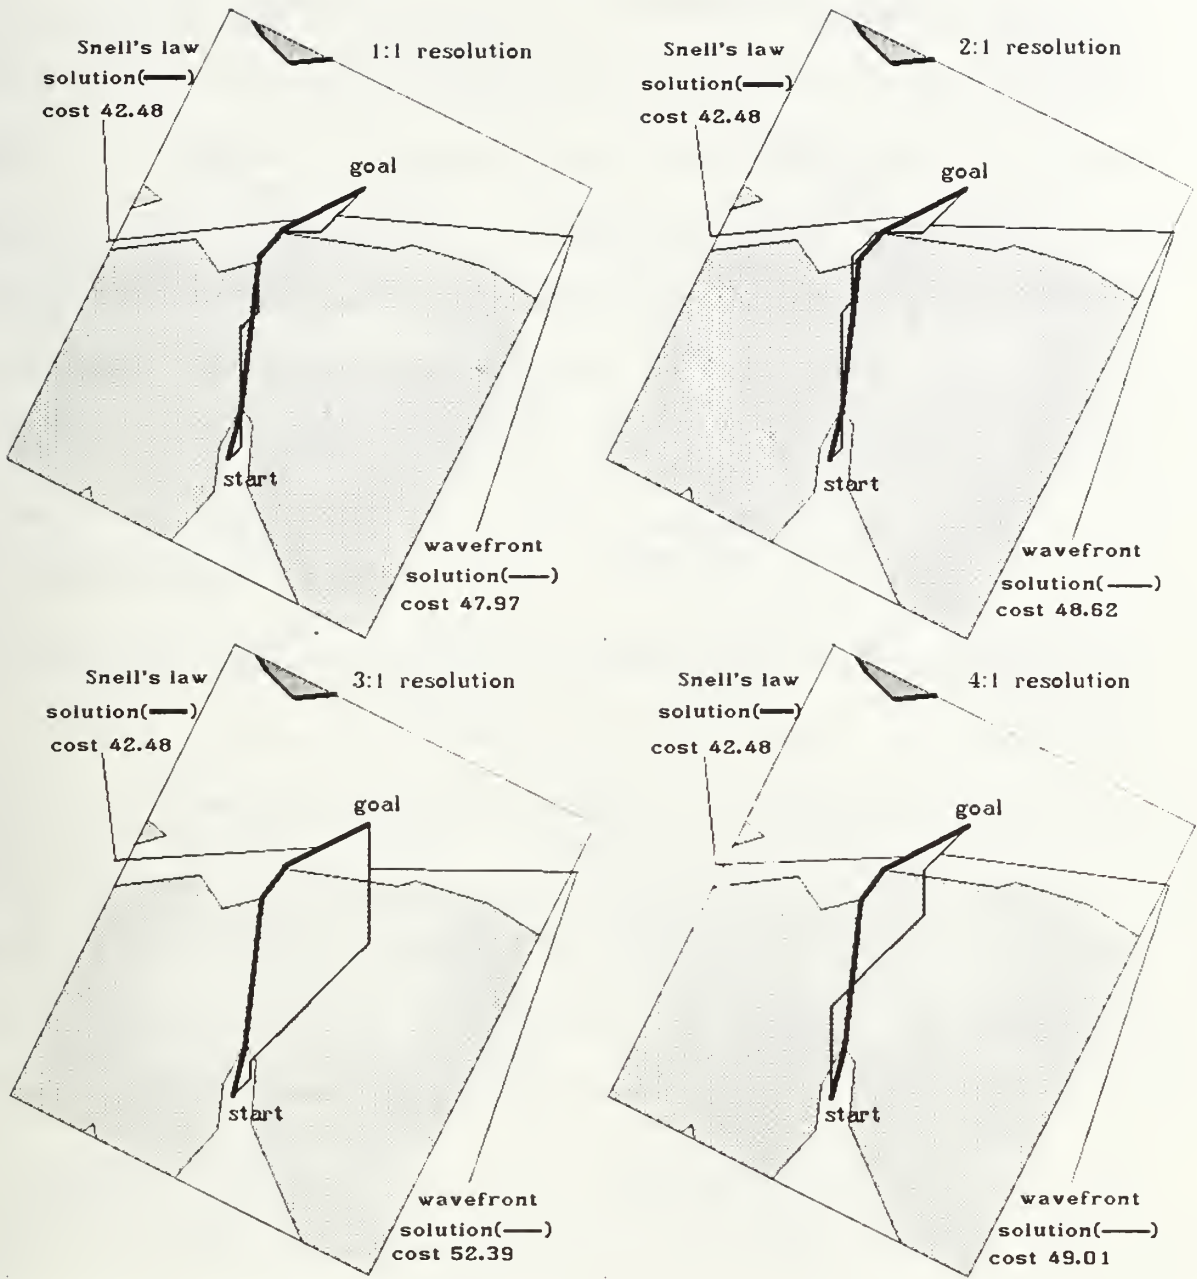 Snell's law
solution(——)
cost 42.48
1:1 resolution
goal
start
wavefront
solution(——)
cost 47.97
Snell's law
solution(——)
cost 42.48
2:1 resolution
goal
start
wavefront
solution(——)
cost 48.62
Snell's law
solution(——)
cost 42.48
3:1 resolution
goal
start
wavefront
solution(——)
cost 52.39
Snell's law
solution(——)
cost 42.48
4:1 resolution
goal
start
wavefront
solution(——)
cost 49.01